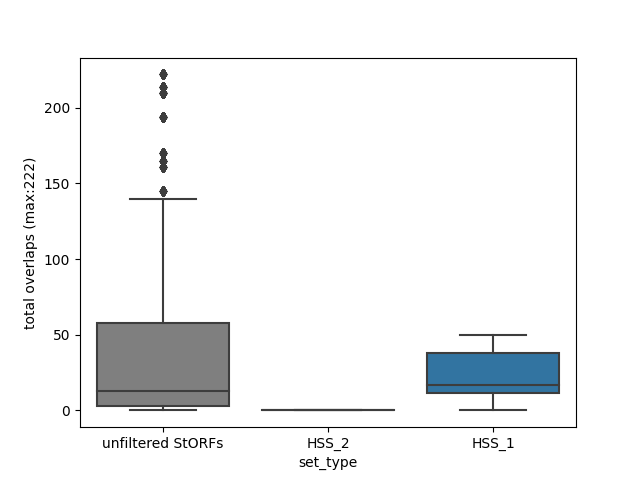 total overlaps (max:222)
200
150
100
50
0
unfiltered StORFs
HSS_2
HSS_1
set_type